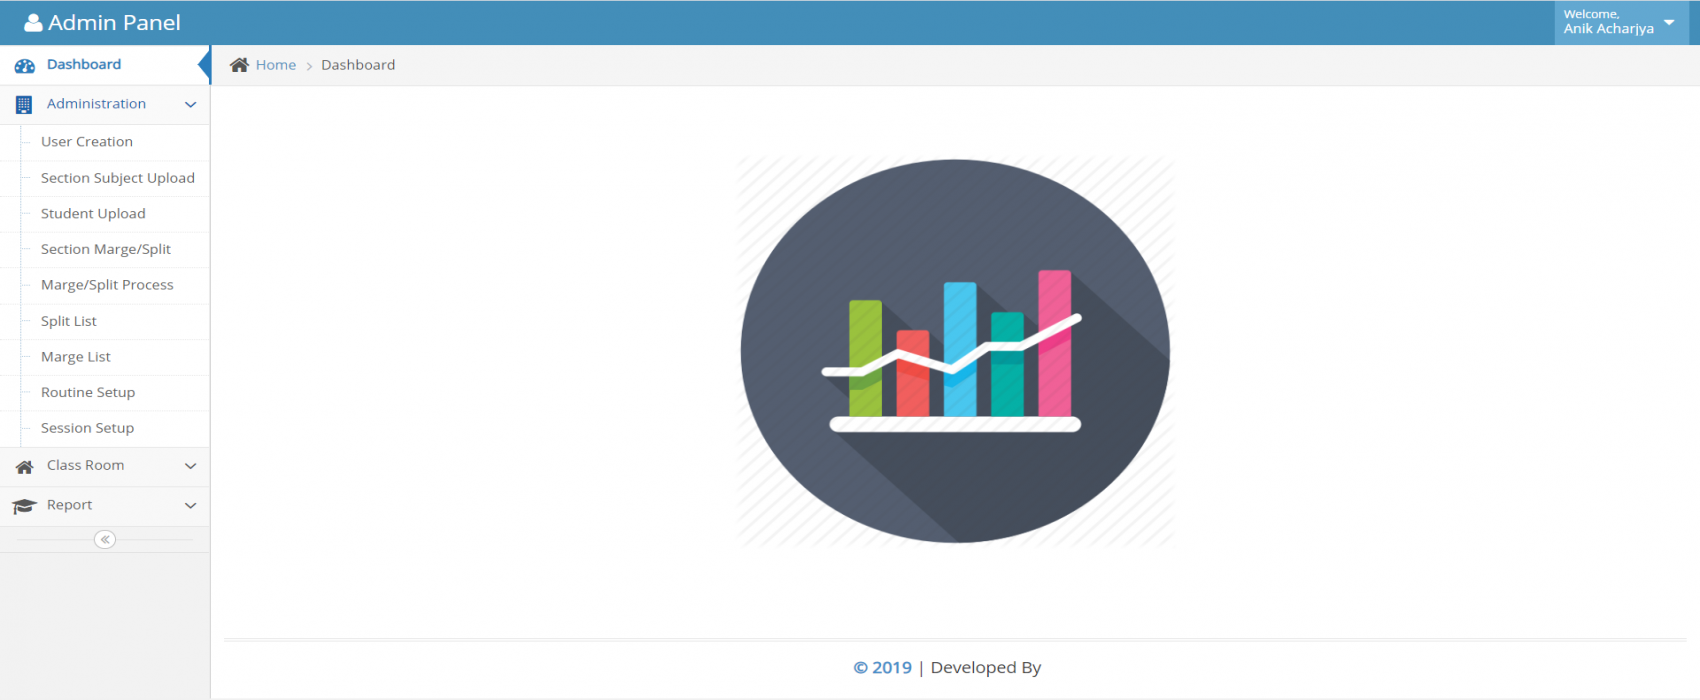 Admin Panel
Welcome,
Anik Acharjya
Dashboard
Home > Dashboard
Administration
User Creation
Section Subject Upload
Student Upload
Section Marge/Split
Marge/Split Process
Split List
Marge List
Routine Setup
Session Setup
Class Room
Report
© 2019 | Developed By